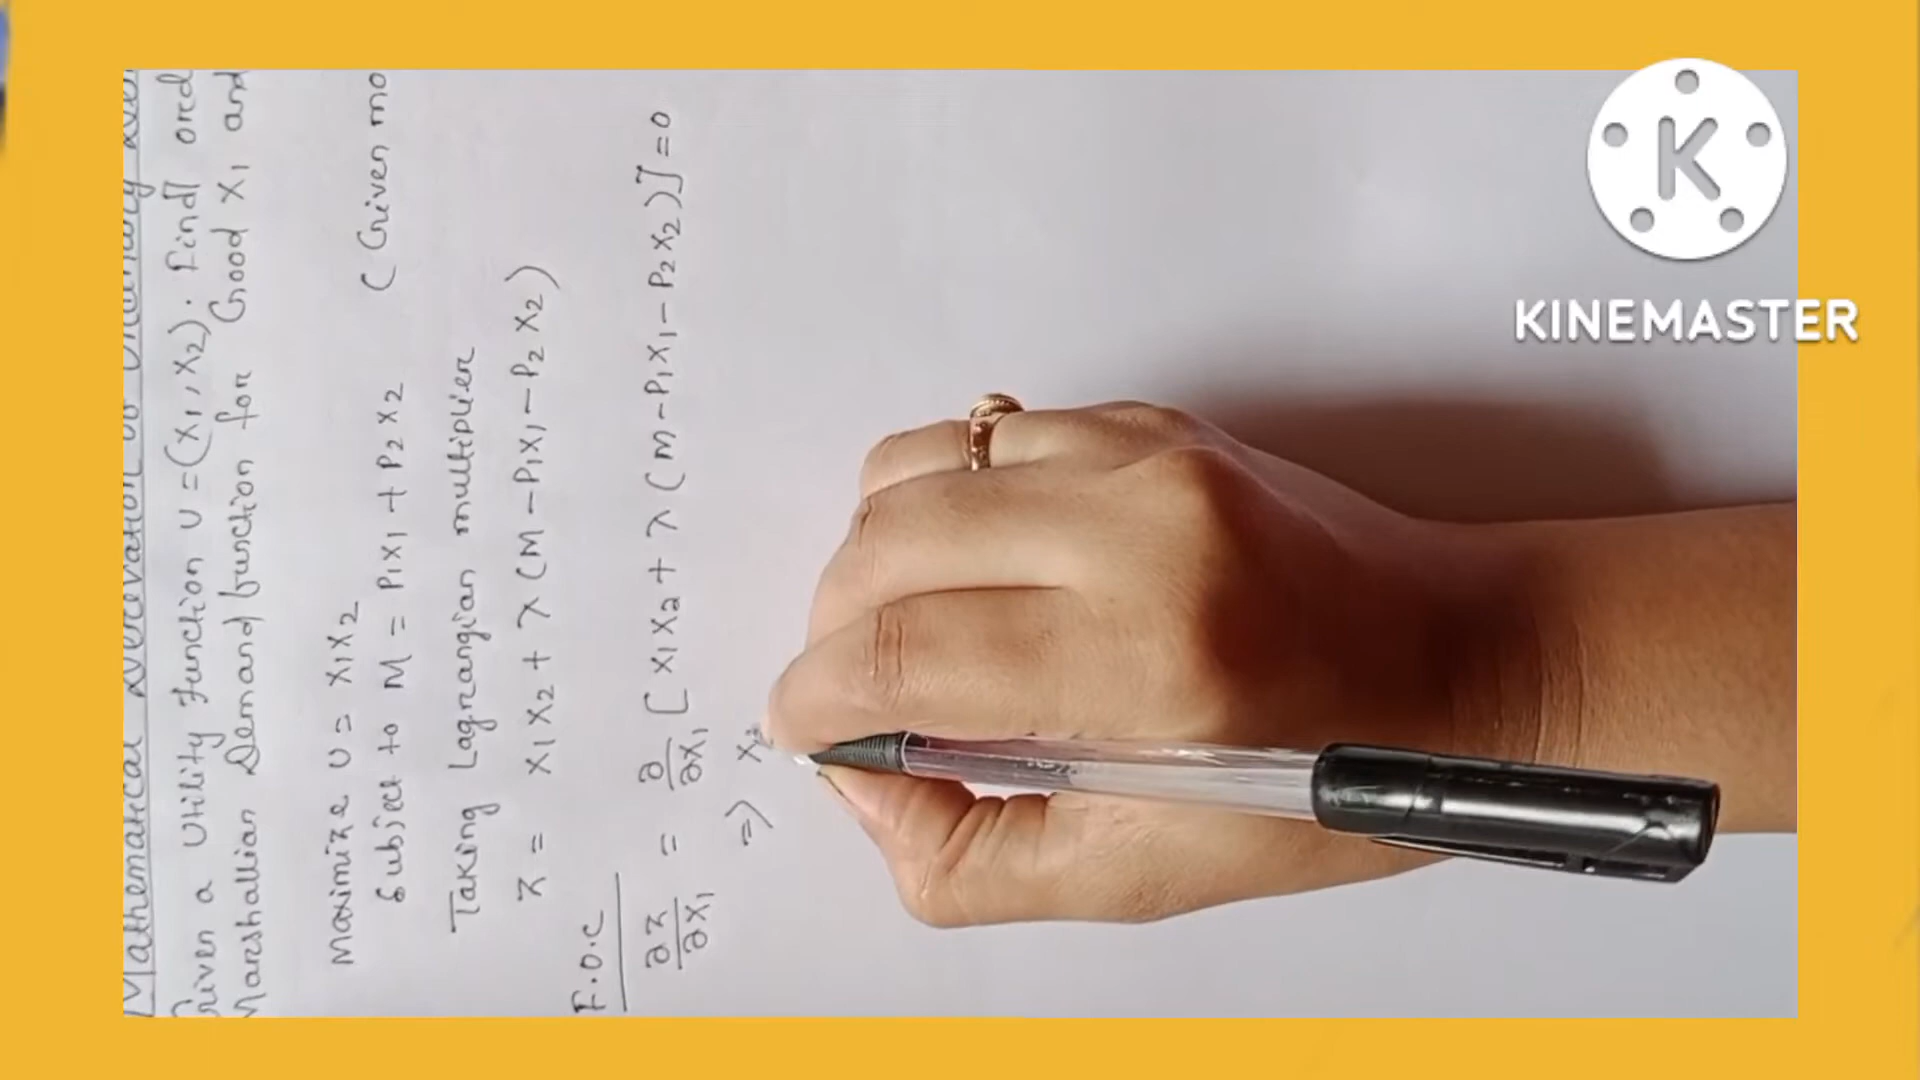 Mathematical Derivation of Ordinary
Given a Utility Function U = (X1, X2). Find ord
Marshallian Demand function for Good X1 and
Maximize U = X1X2
Subject to M = P1X1 + P2X2 (Given mo
Taking Lagrangian multiplier
Z = X1X2 + λ (M - P1X1 - P2X2)
F.O.C
∂Z/∂X1 = ∂/∂X1 [X1X2 + λ (M - P1X1 - P2X2)] = 0
=> X2
KINEMASTER